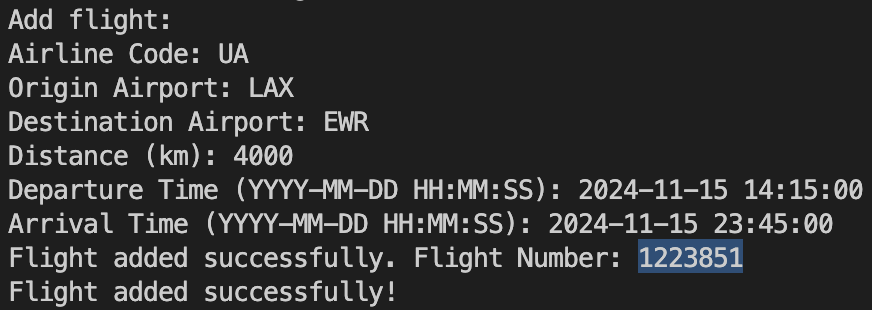 Add flight:
Airline Code: UA
Origin Airport: LAX
Destination Airport: EWR
Distance (km): 4000
Departure Time (YYYY-MM-DD HH:MM:SS): 2024-11-15 14:15:00
Arrival Time (YYYY-MM-DD HH:MM:SS): 2024-11-15 23:45:00
Flight added successfully. Flight Number: 1223851
Flight added successfully!